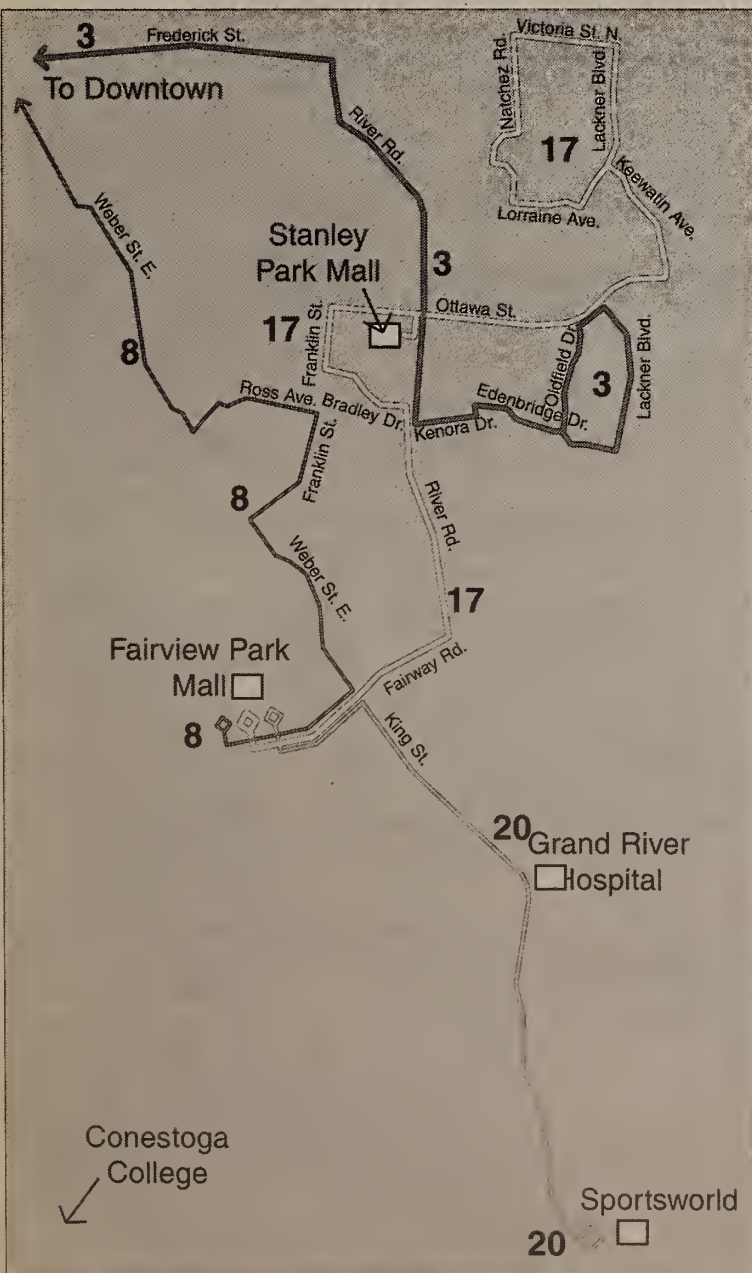 3
Frederick St.
To Downtown
River Rd.
Victoria St. N.
Natchez Rd.
Lackner Blvd.
17
Keewatin Ave.
Lorraine Ave.
Weber St. E.
Stanley
Park Mall
3
Ottawa St.
17
Franklin St.
8
Oldfield Dr.
Lackner Blvd.
3
Ross Ave.
Bradley Dr.
Edenbridge Dr.
Kenora Dr.
Franklin St.
8
River Rd.
Weber St. E.
17
Fairview Park
Mall
Fairway Rd.
8
King St.
20
Grand River
Hospital
Conestoga
College
Sportsworld
20